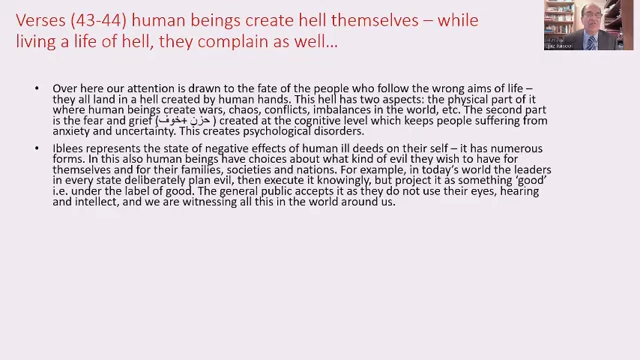 Verses (43-44) human beings create hell themselves – while
living a life of hell, they complain as well...
• Over here our attention is drawn to the fate of the people who follow the wrong aims of life –
they all land in a hell created by human hands. This hell has two aspects: the physical part of it
where human beings create wars, chaos, conflicts, imbalances in the world, etc. The second part
is the fear and grief (حزن + خوف) created at the cognitive level which keeps people suffering from
anxiety and uncertainty. This creates psychological disorders.
• Iblees represents the state of negative effects of human ill deeds on their self – it has numerous
forms. In this also human beings have choices about what kind of evil they wish to have for
themselves and for their families, societies and nations. For example, in today's world the leaders
in every state deliberately plan evil, then execute it knowingly, but project it as something 'good'
i.e. under the label of good. The general public accepts it as they do not use their eyes, hearing
and intellect, and we are witnessing all this in the world around us.